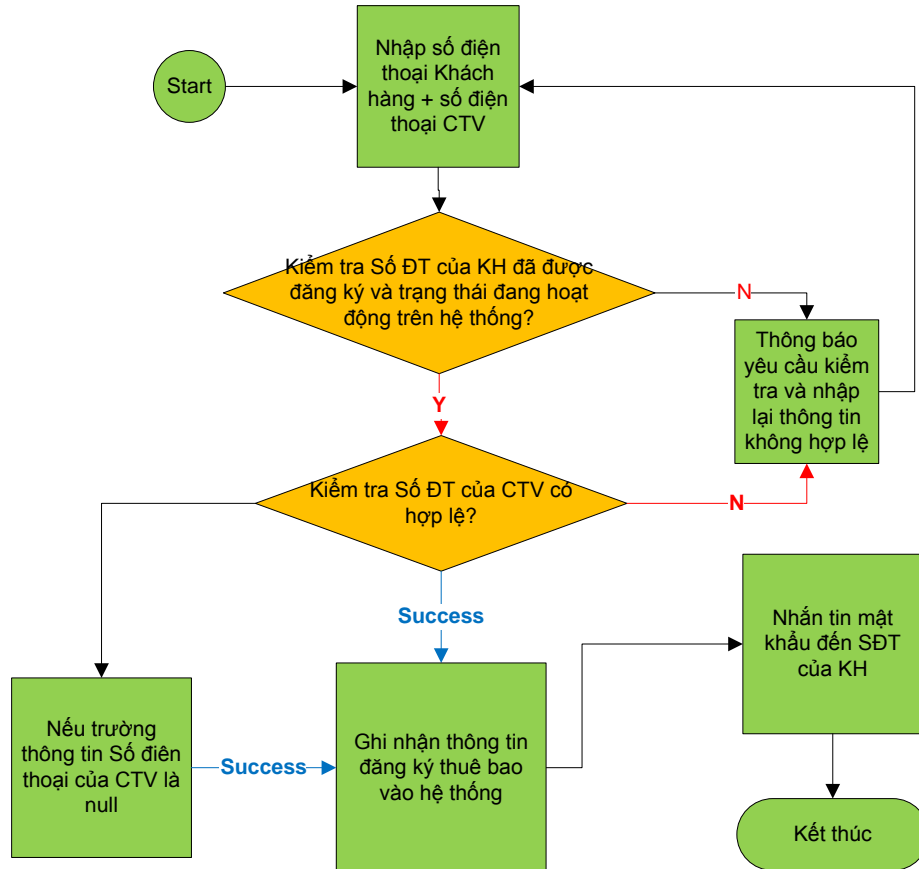 Start
Nhập số điện
thoại Khách
hàng + số điện
thoại CTV
Kiểm tra Số ĐT của KH đã được
đăng ký và trạng thái đang hoạt
động trên hệ thống?
N
Thông báo
yêu cầu kiểm
tra và nhập
lại thông tin
không hợp lệ
Y
Kiểm tra Số ĐT của CTV có
hợp lệ?
N
Success
Nếu trường
thông tin Số điên
thoại của CTV là
null
Success
Ghi nhận thông tin
đăng ký thuê bao
vào hệ thống
Nhắn tin mật
khẩu đến SĐT
của KH
Kết thúc